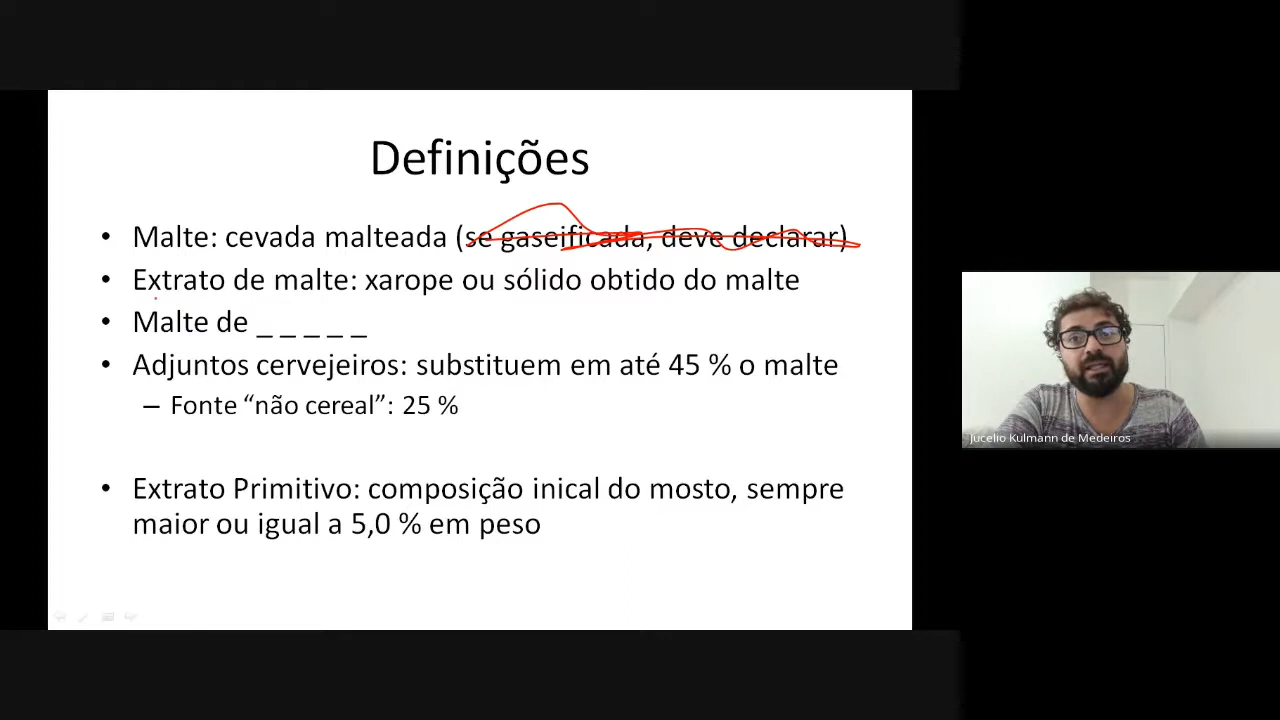 Definições
• Malte: cevada malteada (se gaseificada, deve declarar)
• Extrato de malte: xarope ou sólido obtido do malte
• Malte de _ _ _ _ _
• Adjuntos cervejeiros: substituem em até 45 % o malte
– Fonte “não cereal”: 25 %
• Extrato Primitivo: composição inical do mosto, sempre
maior ou igual a 5,0 % em peso
Jucelio Kulmann de Medeiros